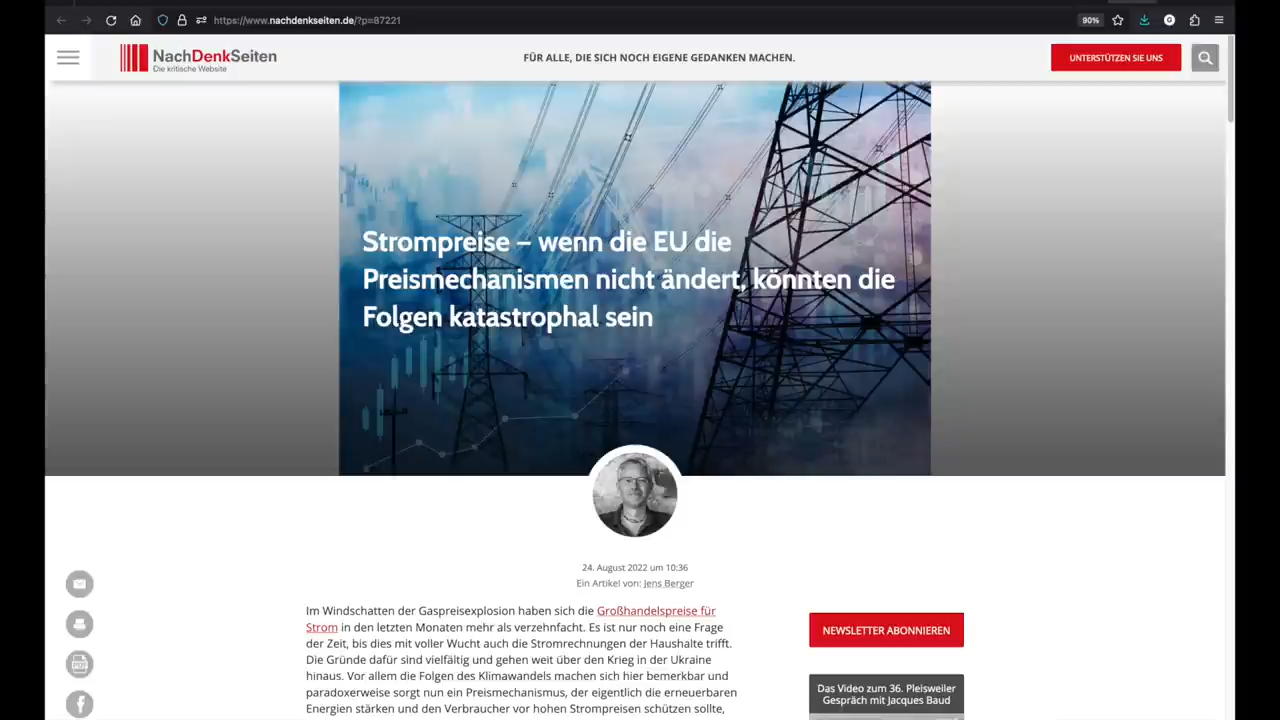 https://www.nachdenkseiten.de/?p=87221
90%
NachDenkSeiten
Die kritische Website
FÜR ALLE, DIE SICH NOCH EIGENE GEDANKEN MACHEN.
UNTERSTÜTZEN SIE UNS
Strompreise – wenn die EU die
Preismechanismen nicht ändert, könnten die
Folgen katastrophal sein
24. August 2022 um 10:36
Ein Artikel von: Jens Berger
Im Windschatten der Gaspreisexplosion haben sich die Großhandelspreise für
Strom in den letzten Monaten mehr als verzehnfacht. Es ist nur noch eine Frage
der Zeit, bis dies mit voller Wucht auch die Stromrechnungen der Haushalte trifft.
Die Gründe dafür sind vielfältig und gehen weit über den Krieg in der Ukraine
hinaus. Vor allem die Folgen des Klimawandels machen sich hier bemerkbar und
paradoxerweise sorgt nun ein Preismechanismus, der eigentlich die erneuerbaren
Energien stärken und den Verbraucher vor hohen Strompreisen schützen sollte,
NEWSLETTER ABONNIEREN
Das Video zum 36. Pleisweiler
Gespräch mit Jacques Baud
PDF